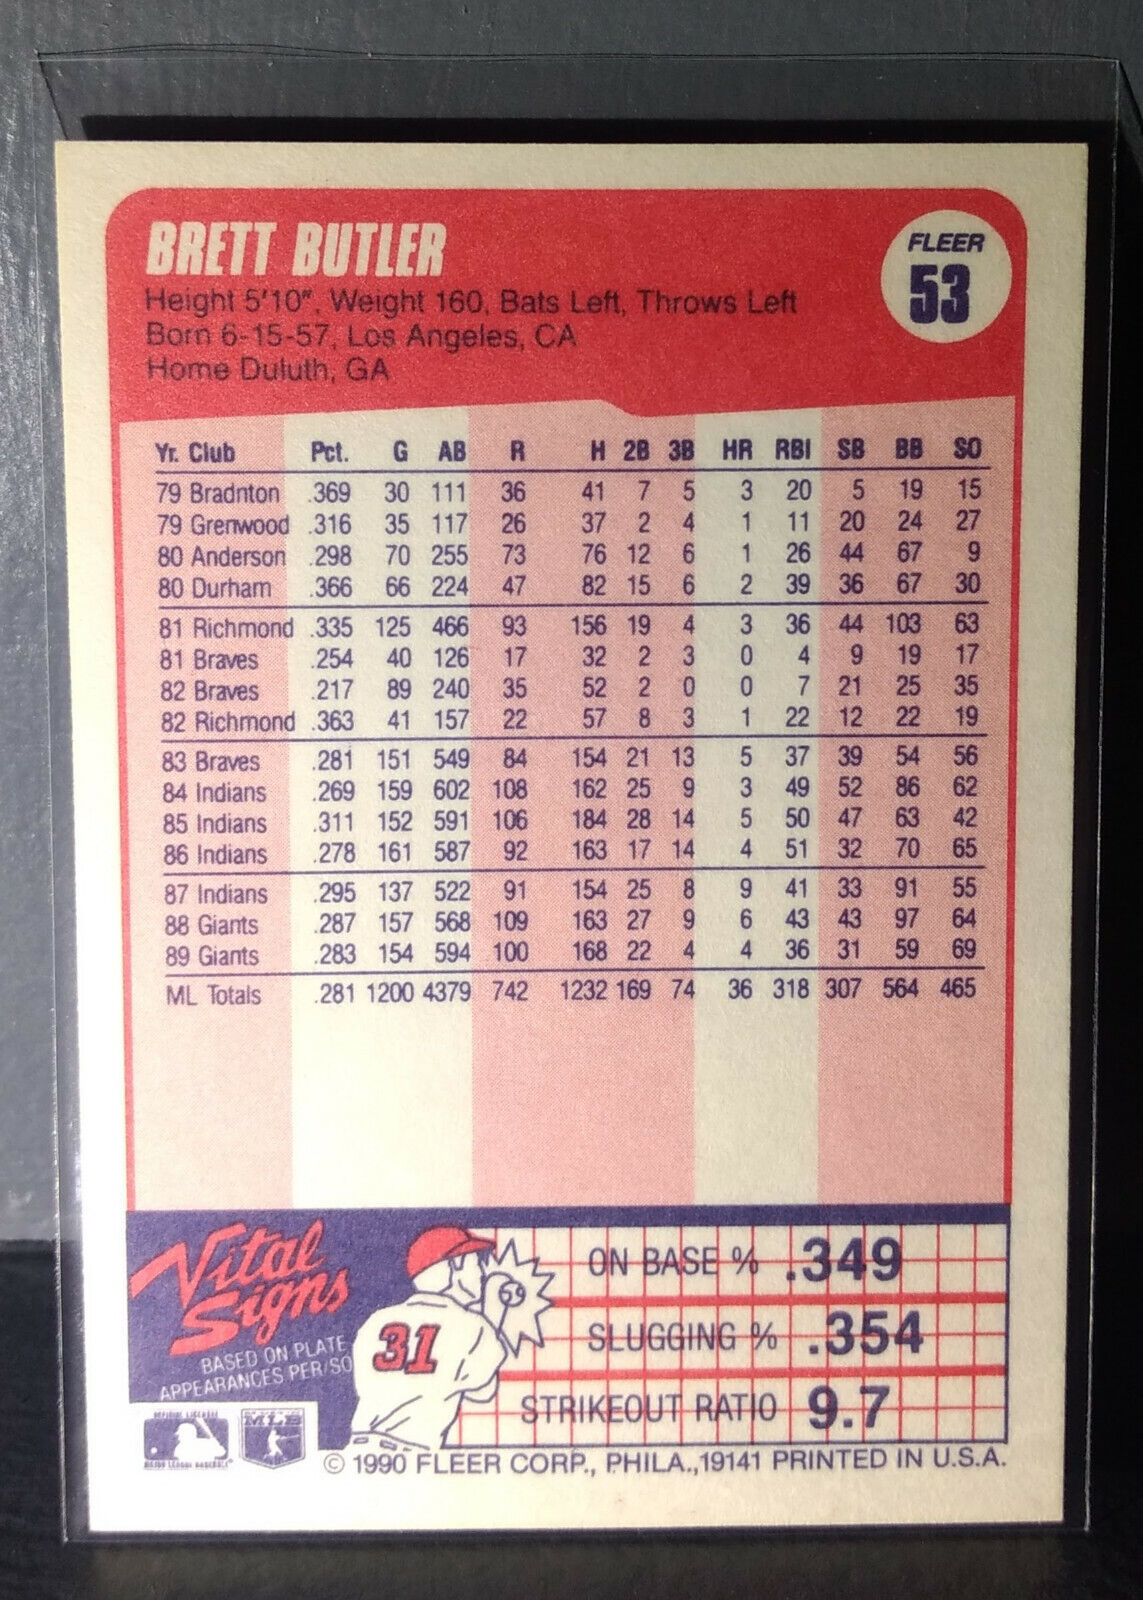 BRETT BUTLER
FLEER
53
Height 5'10", Weight 160, Bats Left, Throws Left
Born 6-15-57, Los Angeles, CA
Home Duluth, GA
Yr. Club Pct. G AB R H 2B 3B HR RBI SB BB SO
79 Bradnton .369 30 111 36 41 7 5 3 20 5 19 15
79 Grenwood .316 35 117 26 37 2 4 1 11 20 24 27
80 Anderson .298 70 255 73 76 12 6 1 26 44 67 9
80 Durham .366 66 224 47 82 15 6 2 39 36 67 30
81 Richmond .335 125 466 93 156 19 4 3 36 44 103 63
81 Braves .254 40 126 17 32 2 3 0 4 9 19 17
82 Braves .217 89 240 35 52 2 0 0 7 21 25 35
82 Richmond .363 41 157 22 57 8 3 1 22 12 22 19
83 Braves .281 151 549 84 154 21 13 5 37 39 54 56
84 Indians .269 159 602 108 162 25 9 3 49 52 86 62
85 Indians .311 152 591 106 184 28 14 5 50 47 63 42
86 Indians .278 161 587 92 163 17 14 4 51 32 70 65
87 Indians .295 137 522 91 154 25 8 9 41 33 91 55
88 Giants .287 157 568 109 163 27 9 6 43 43 97 64
89 Giants .283 154 594 100 168 22 4 4 36 31 59 69
ML Totals .281 1200 4379 742 1232 169 74 36 318 307 564 465
Vital
Signs
BASED ON PLATE
APPEARANCES PER/SO
31
59
ON BASE % .349
SLUGGING % .354
STRIKEOUT RATIO 9.7
OFFICIAL LICENSEE
MAJOR LEAGUE BASEBALL
MLB
© 1990 FLEER CORP., PHILA.,19141 PRINTED IN U.S.A.